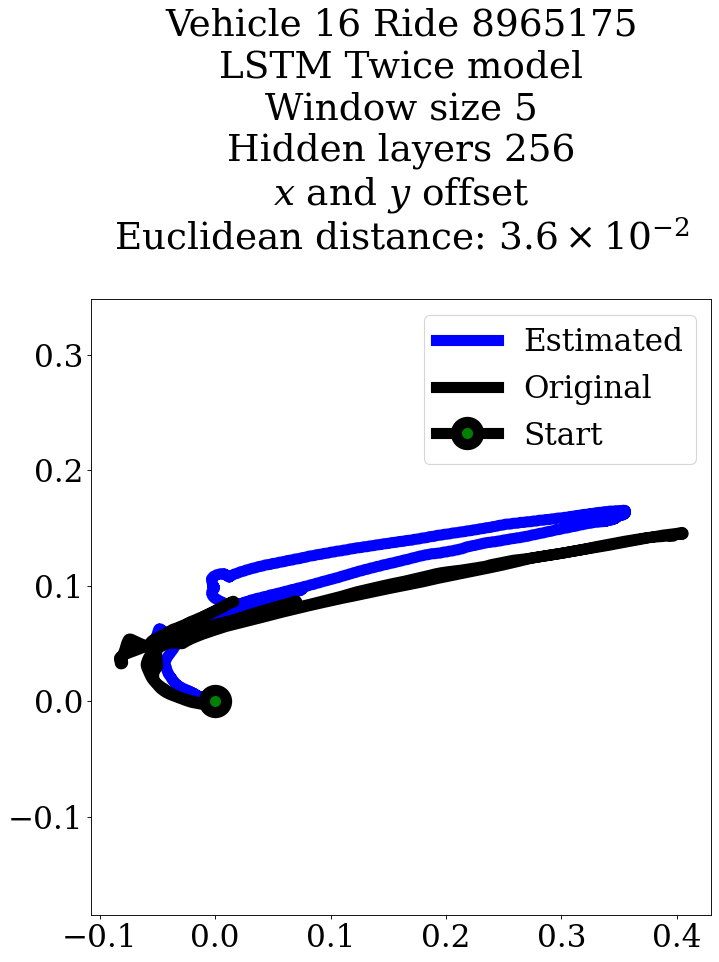 Vehicle 16 Ride 8965175
LSTM Twice model
Window size 5
Hidden layers 256
x and y offset
Euclidean distance: 3.6 × 10⁻²
Estimated
Original
Start
0.3
0.2
0.1
0.0
−0.1
−0.1 0.0 0.1 0.2 0.3 0.4